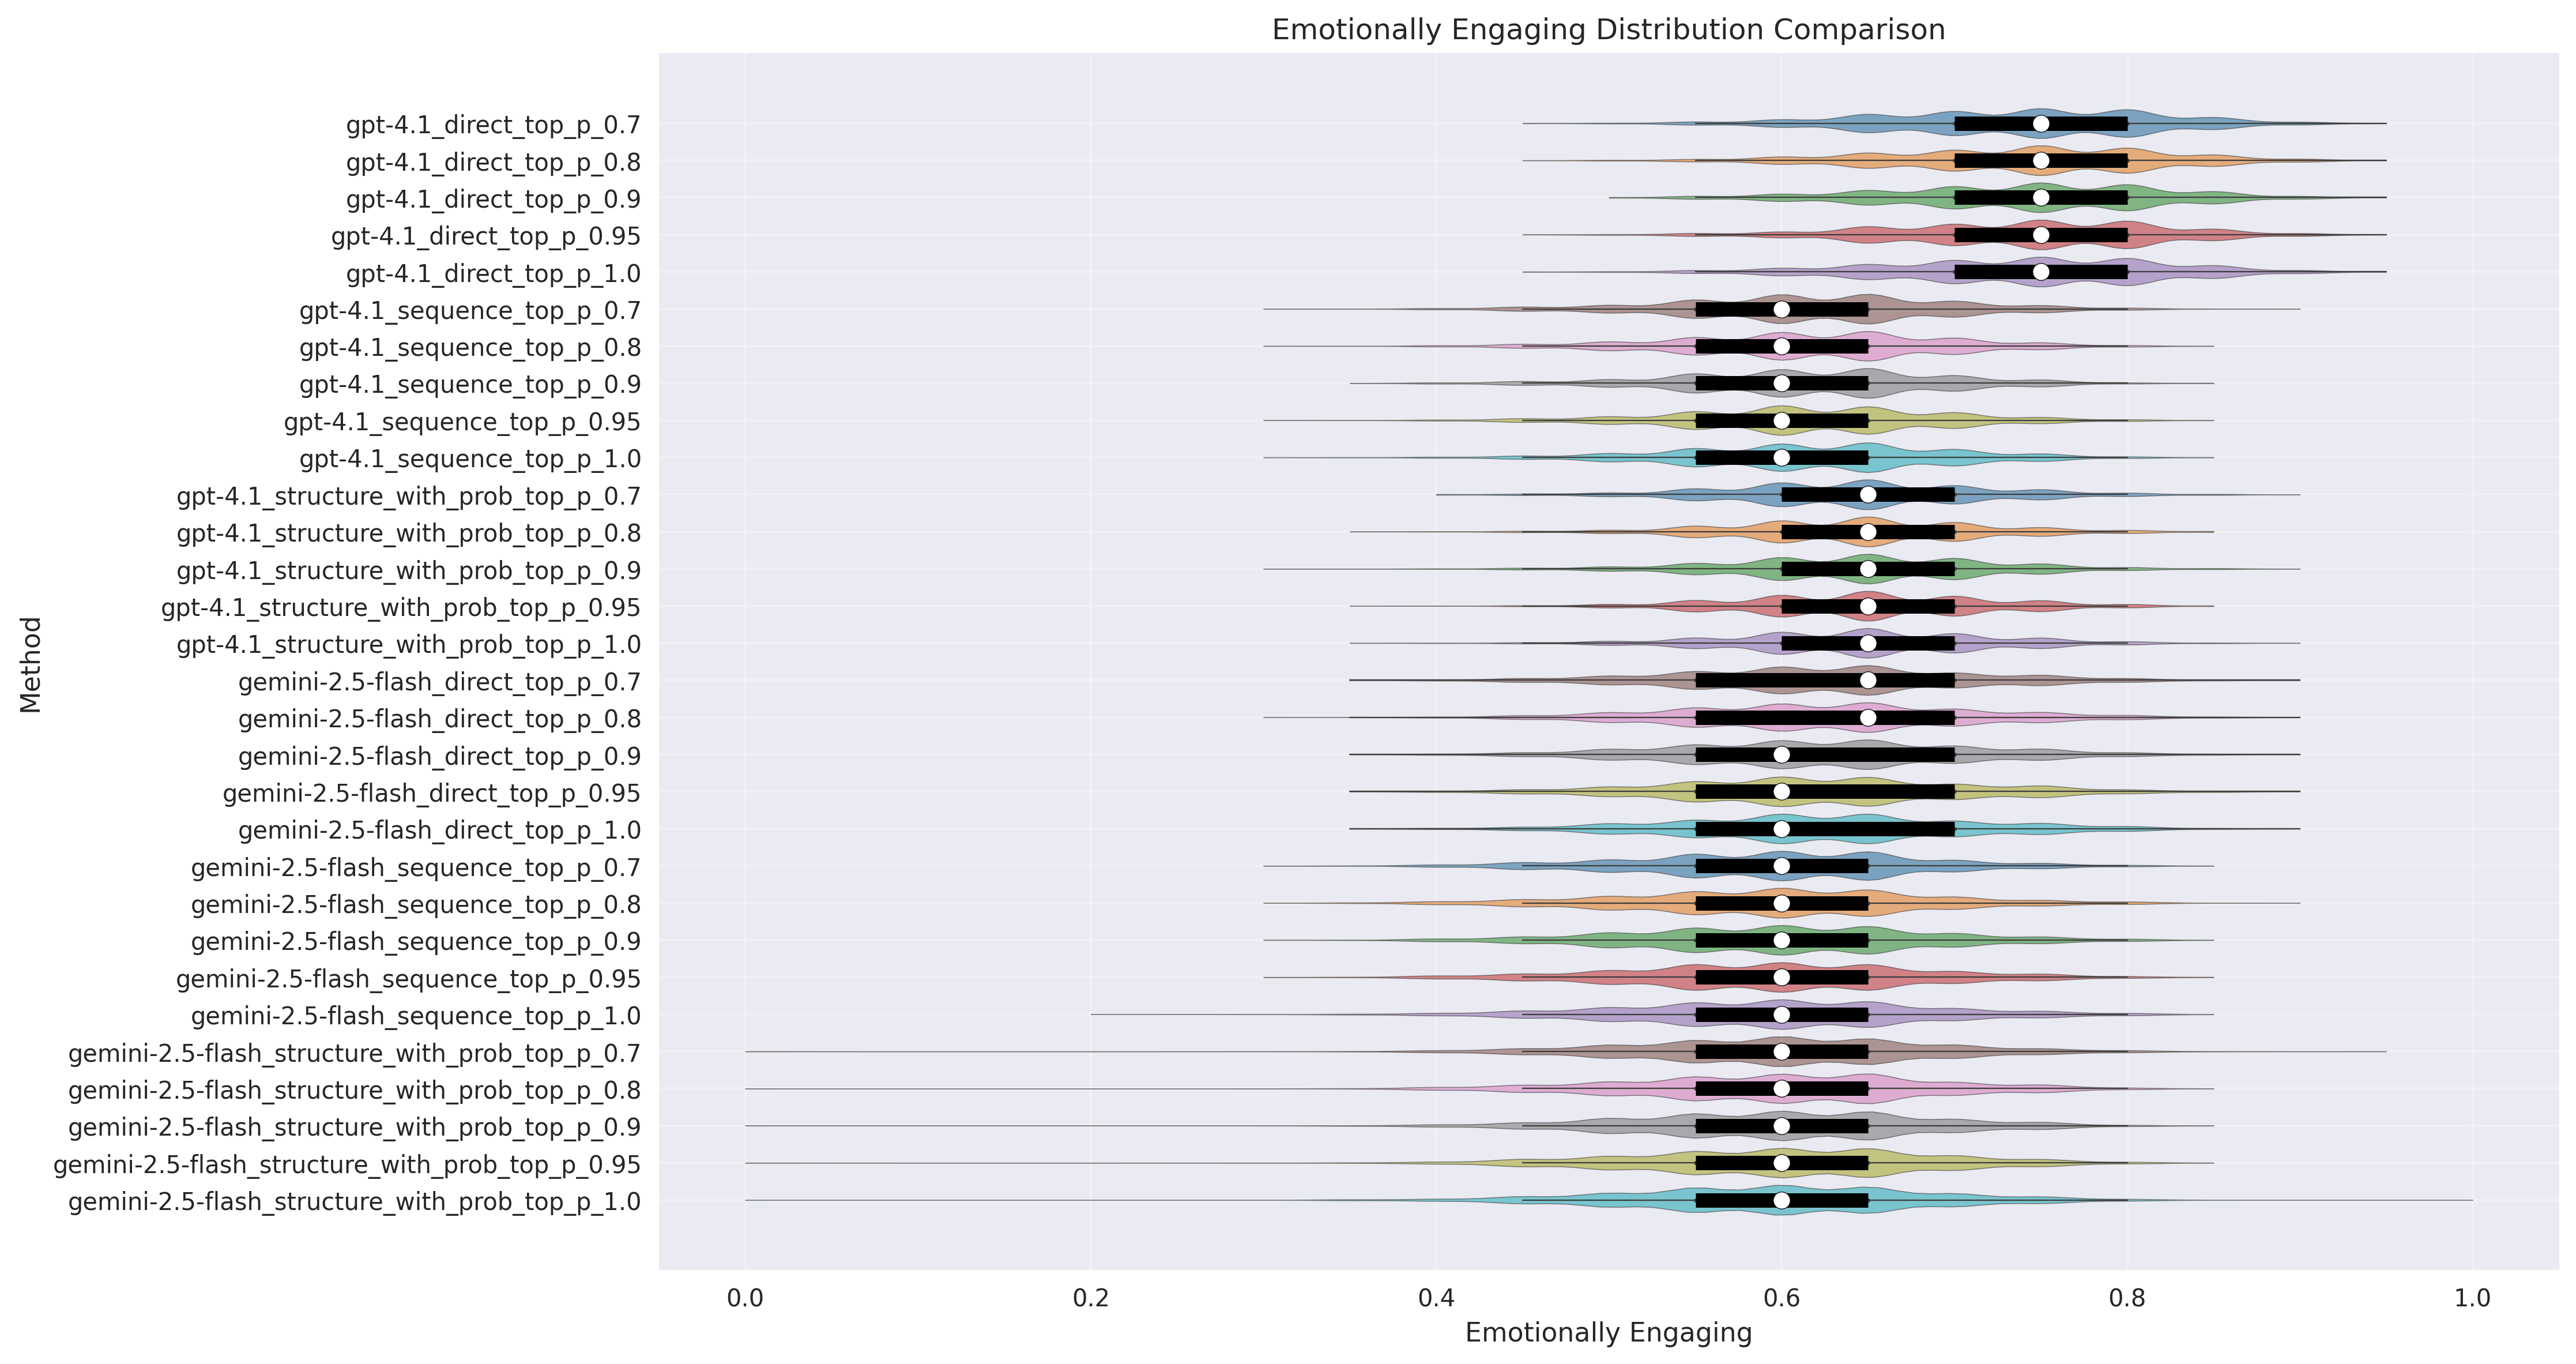 Emotionally Engaging Distribution Comparison
gpt-4.1_direct_top_p_0.7
gpt-4.1_direct_top_p_0.8
gpt-4.1_direct_top_p_0.9
gpt-4.1_direct_top_p_0.95
gpt-4.1_direct_top_p_1.0
gpt-4.1_sequence_top_p_0.7
gpt-4.1_sequence_top_p_0.8
gpt-4.1_sequence_top_p_0.9
gpt-4.1_sequence_top_p_0.95
gpt-4.1_sequence_top_p_1.0
gpt-4.1_structure_with_prob_top_p_0.7
gpt-4.1_structure_with_prob_top_p_0.8
gpt-4.1_structure_with_prob_top_p_0.9
gpt-4.1_structure_with_prob_top_p_0.95
gpt-4.1_structure_with_prob_top_p_1.0
gemini-2.5-flash_direct_top_p_0.7
gemini-2.5-flash_direct_top_p_0.8
gemini-2.5-flash_direct_top_p_0.9
gemini-2.5-flash_direct_top_p_0.95
gemini-2.5-flash_direct_top_p_1.0
gemini-2.5-flash_sequence_top_p_0.7
gemini-2.5-flash_sequence_top_p_0.8
gemini-2.5-flash_sequence_top_p_0.9
gemini-2.5-flash_sequence_top_p_0.95
gemini-2.5-flash_sequence_top_p_1.0
gemini-2.5-flash_structure_with_prob_top_p_0.7
gemini-2.5-flash_structure_with_prob_top_p_0.8
gemini-2.5-flash_structure_with_prob_top_p_0.9
gemini-2.5-flash_structure_with_prob_top_p_0.95
gemini-2.5-flash_structure_with_prob_top_p_1.0
Method
0.0 0.2 0.4 0.6 0.8 1.0
Emotionally Engaging